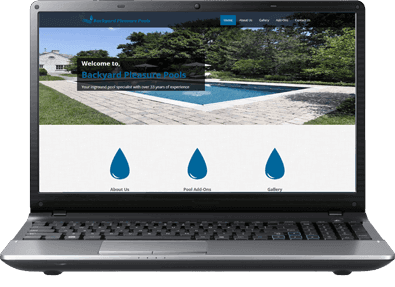 Backyard Pleasure Pools
Home About Us Gallery Add-Ons Contact Us
Welcome to,
Backyard Pleasure Pools
Your inground pool specialist with over 33 years of experience
About Us Pool Add-Ons Gallery